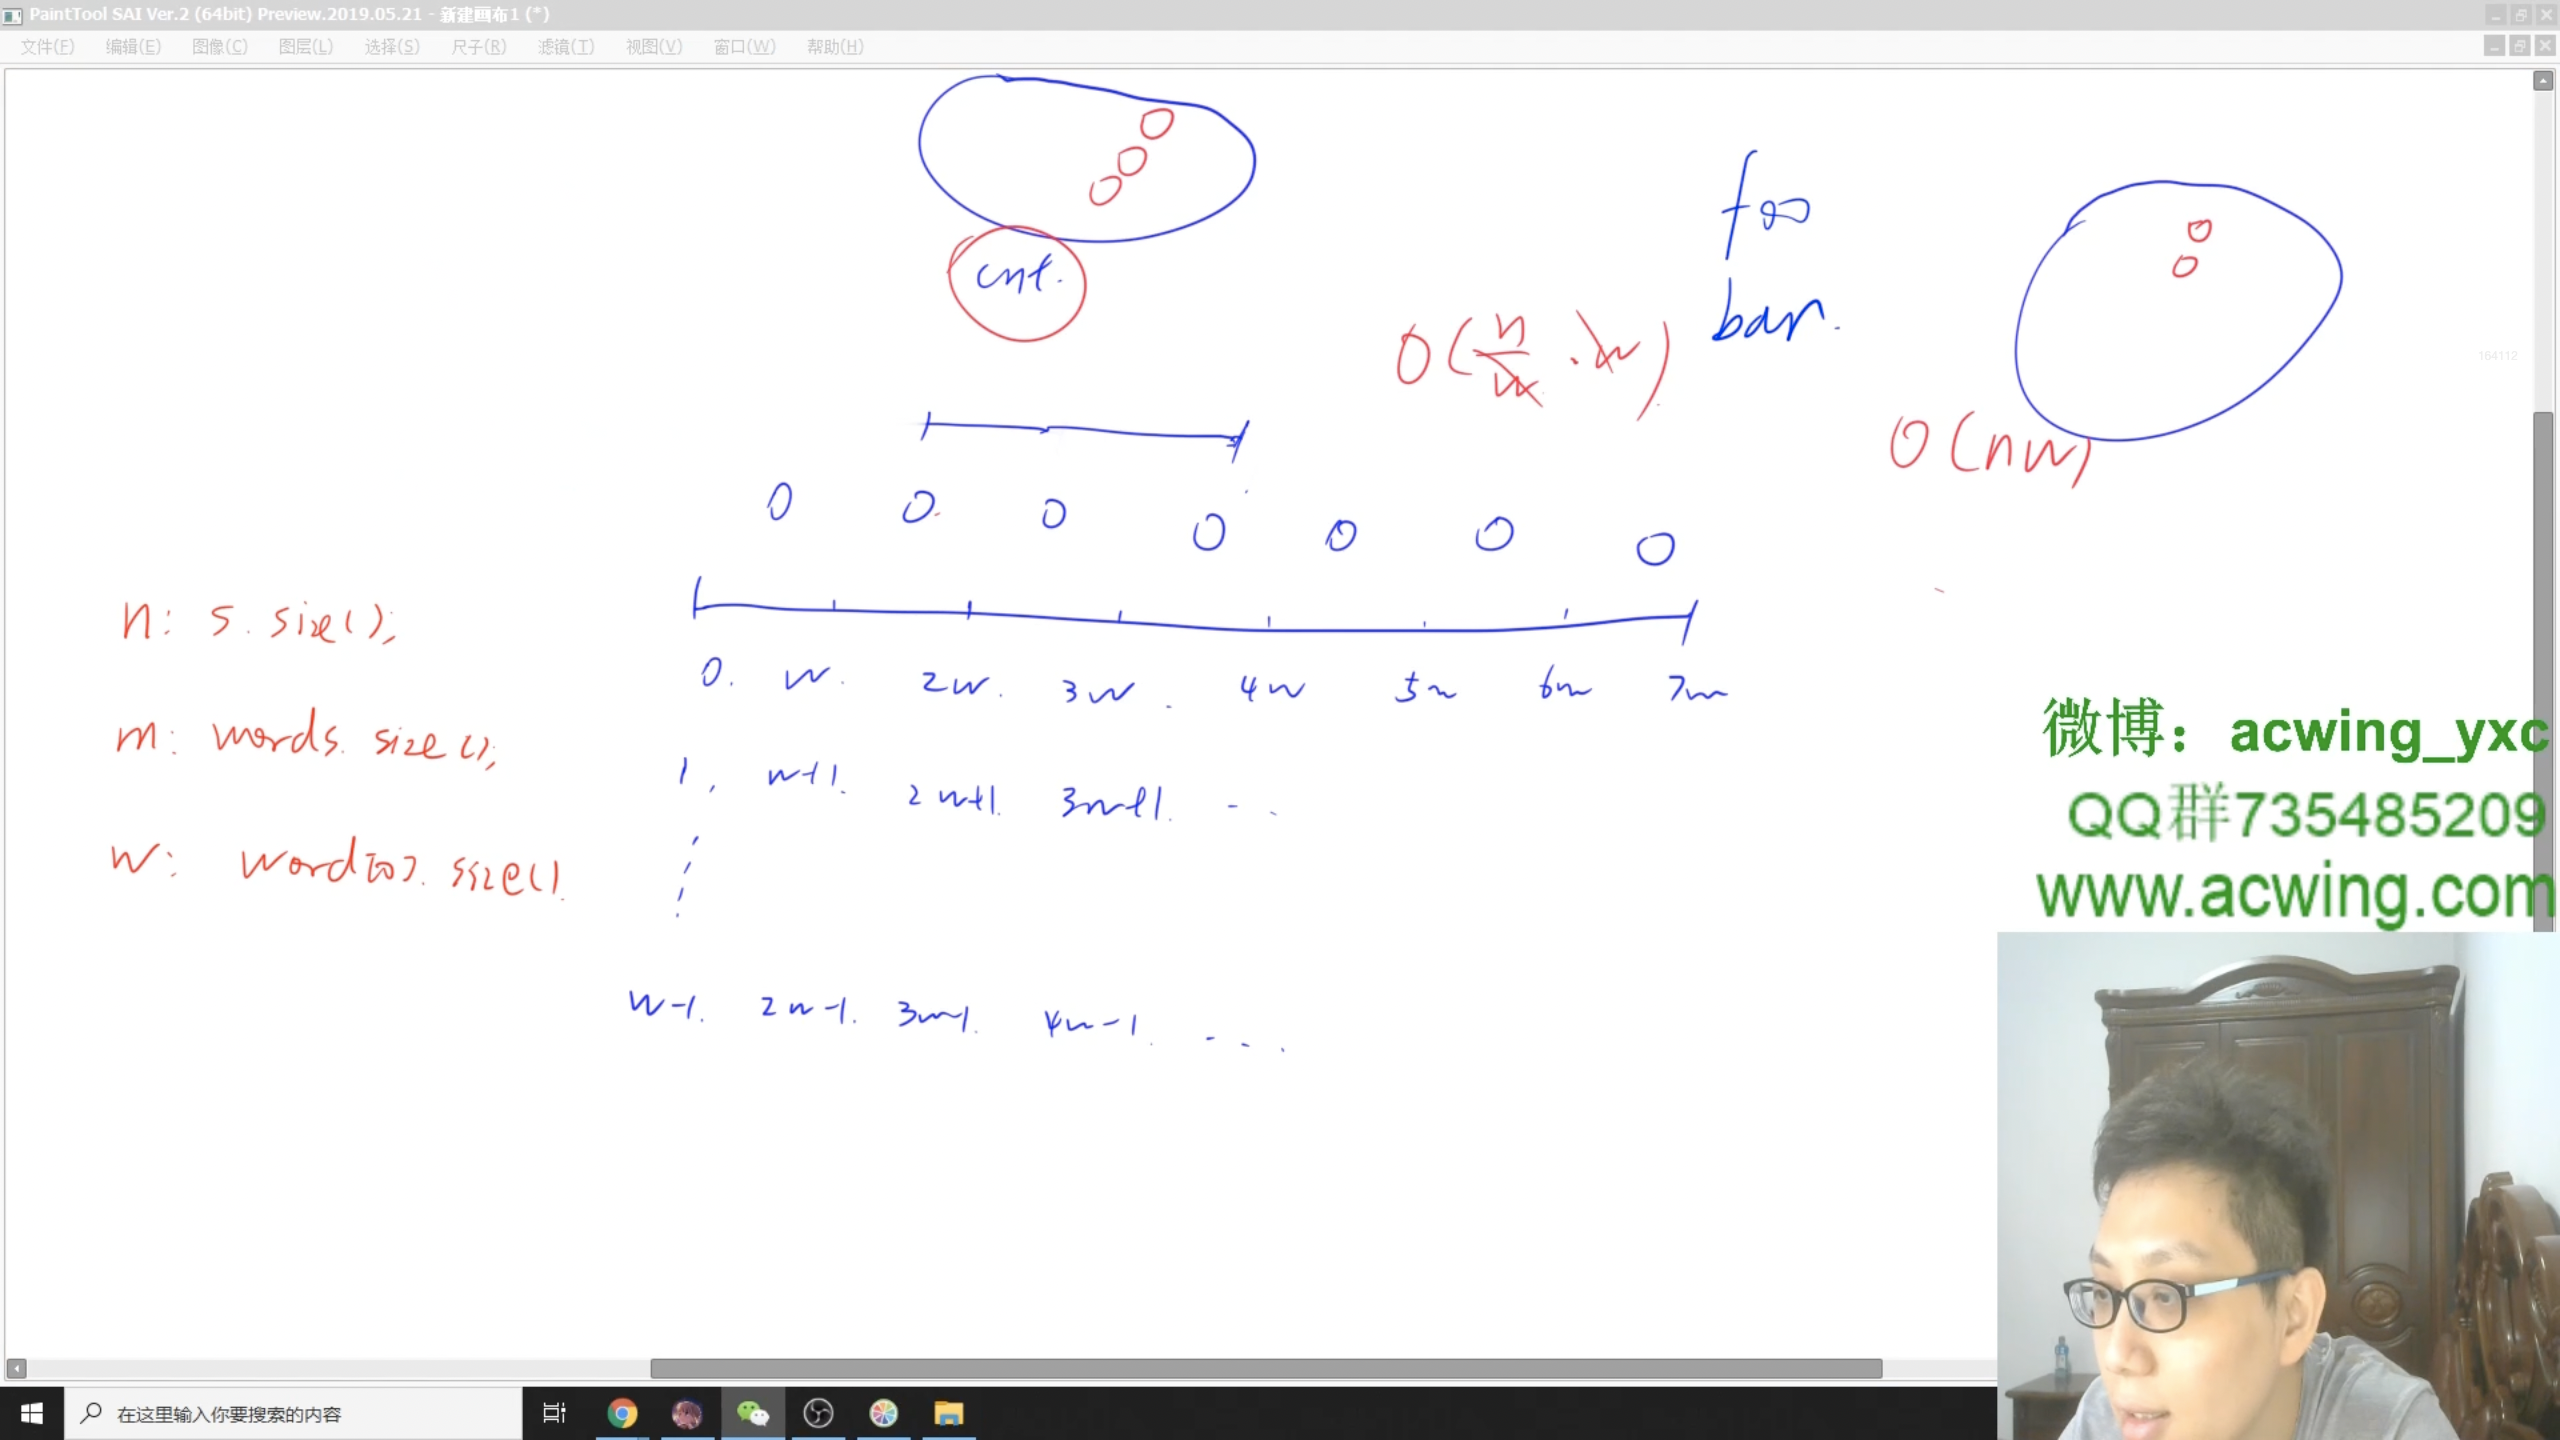 PaintTool SAI Ver.2 (64bit) Preview.2019.05.21 - 新建画布1 (*)
文件(F) 编辑(E) 图像(C) 图层(L) 选择(S) 尺子(R) 滤镜(T) 视图(V) 窗口(W) 帮助(H)
cnt.
foo
bar.
O(n/w · w)
O(nw)
184112
0 0. 0 0 0 0 0
n: s. size();
m: words. size();
w: word[0]. size().
0. w. 2w. 3w. 4w 5w 6w 7w
1, w+1. 2w+1. 3w+1. ..
w-1. 2w-1. 3w-1. 4w-1. ...
微博：acwing_yxc
QQ群735485209
www.acwing.com
在这里输入你要搜索的内容